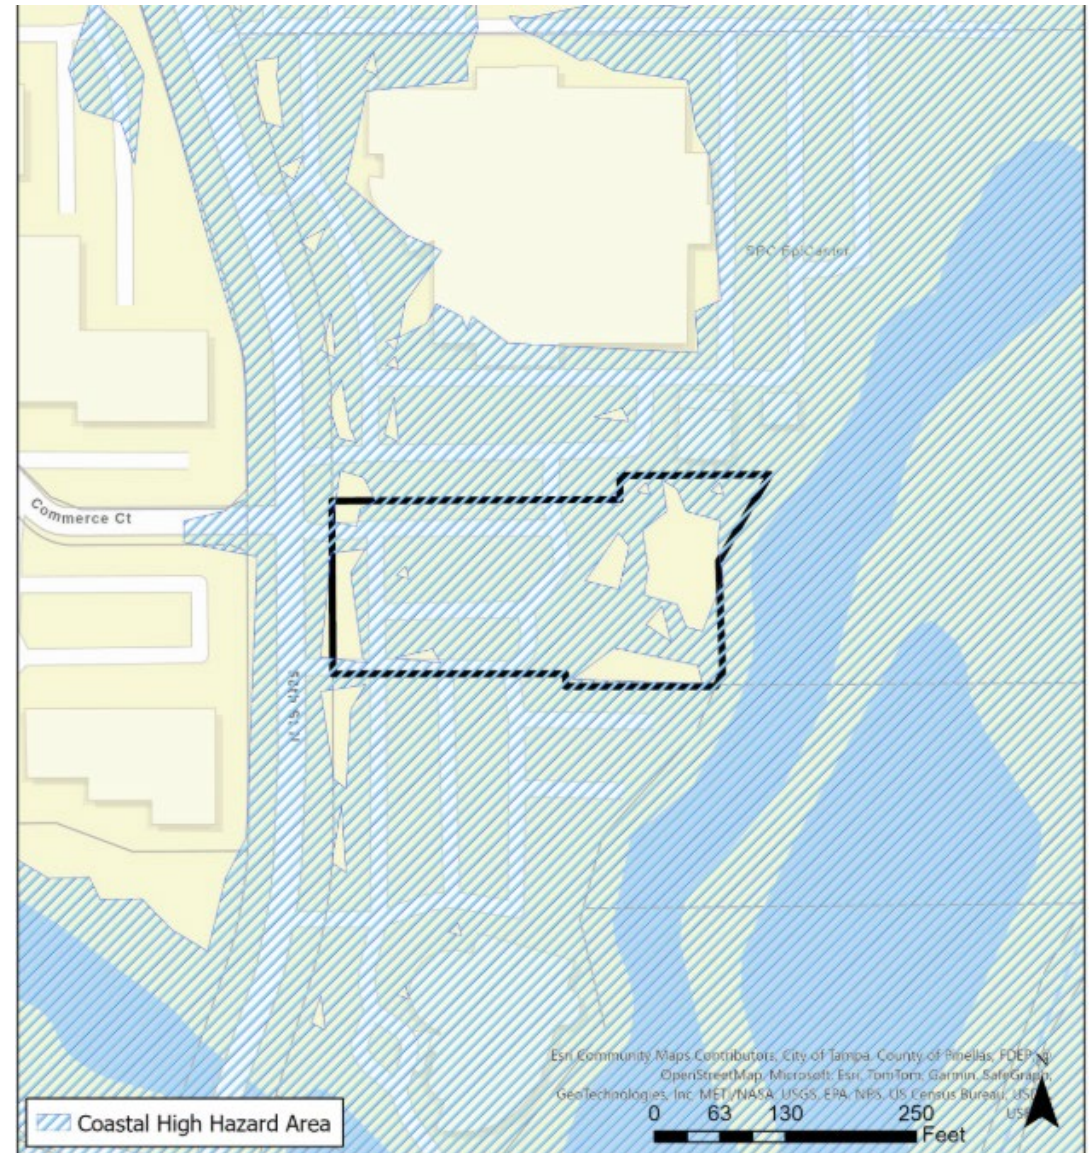 SPC EpiCenter
Commerce Ct
Esri Community Maps Contributors, City of Tampa, County of Pinellas, FDEP, ©
OpenStreetMap, Microsoft, Esri, TomTom, Garmin, SafeGraph,
GeoTechnologies, Inc, METI/NASA, USGS, EPA, NPS, US Census Bureau,
N
0 63 130 250
Feet
Coastal High Hazard Area